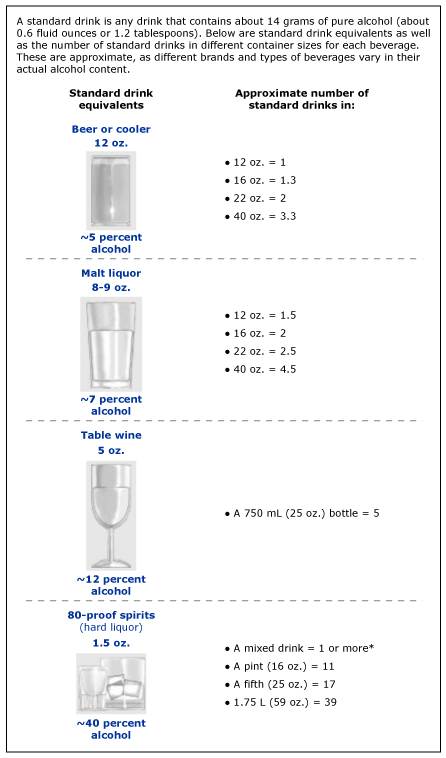 A standard drink is any drink that contains about 14 grams of pure alcohol (about
0.6 fluid ounces or 1.2 tablespoons). Below are standard drink equivalents as well
as the number of standard drinks in different container sizes for each beverage.
These are approximate, as different brands and types of beverages vary in their
actual alcohol content.
Standard drink
equivalents
Approximate number of
standard drinks in:
Beer or cooler
12 oz.
~5 percent
alcohol
● 12 oz. = 1
● 16 oz. = 1.3
● 22 oz. = 2
● 40 oz. = 3.3
Malt liquor
8-9 oz.
~7 percent
alcohol
● 12 oz. = 1.5
● 16 oz. = 2
● 22 oz. = 2.5
● 40 oz. = 4.5
Table wine
5 oz.
~12 percent
alcohol
● A 750 mL (25 oz.) bottle = 5
80-proof spirits
(hard liquor)
1.5 oz.
~40 percent
alcohol
● A mixed drink = 1 or more*
● A pint (16 oz.) = 11
● A fifth (25 oz.) = 17
● 1.75 L (59 oz.) = 39